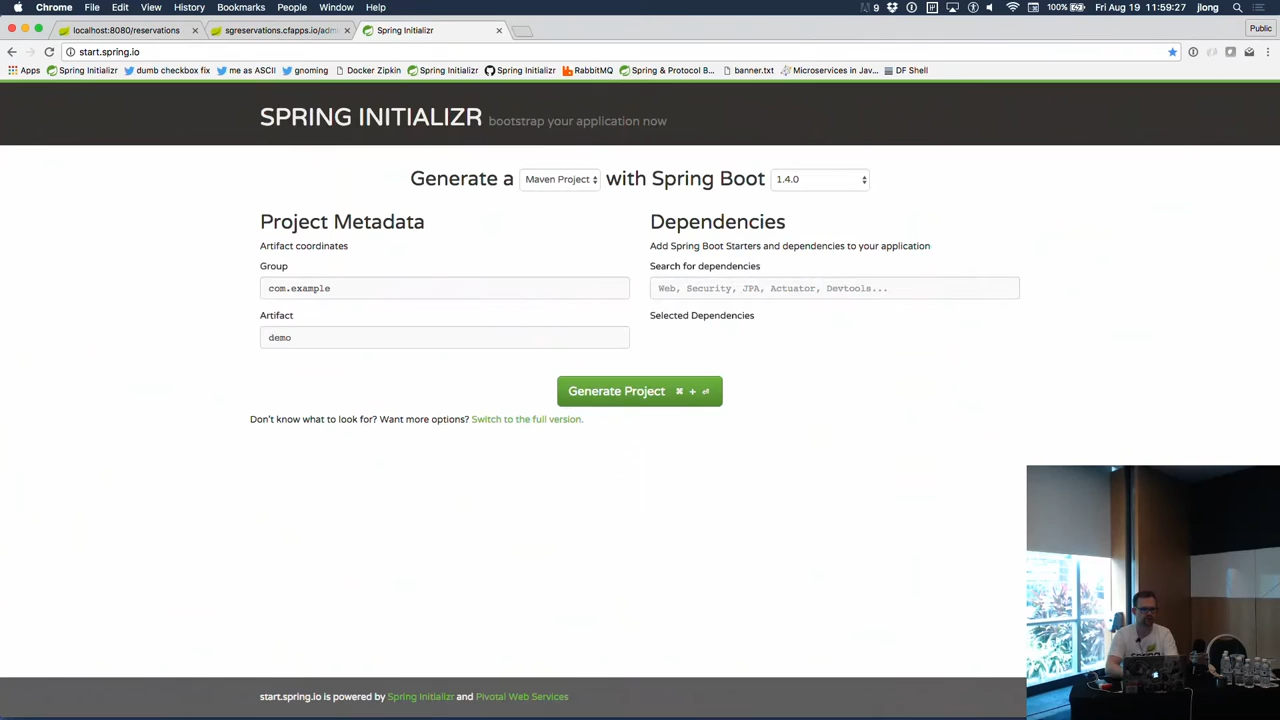 Chrome File Edit View History Bookmarks People Window Help 9 100% Fri Aug 19 11:59:27 jlong
localhost:8080/reservations sgreservations.cfapps.io/adm Spring Initializr Public
start.spring.io
Apps Spring Initializr dumb checkbox fix me as ASCII gnoming Docker Zipkin Spring Initializr Spring Initializr RabbitMQ Spring & Protocol B... banner.txt Microservices in Jav... DF Shell
SPRING INITIALIZR bootstrap your application now
Generate a Maven Project with Spring Boot 1.4.0
Project Metadata
Artifact coordinates
Group
com.example
Artifact
demo
Dependencies
Add Spring Boot Starters and dependencies to your application
Search for dependencies
Web, Security, JPA, Actuator, Devtools...
Selected Dependencies
Generate Project ⌘ + ⏎
Don't know what to look for? Want more options? Switch to the full version.
start.spring.io is powered by Spring Initializr and Pivotal Web Services